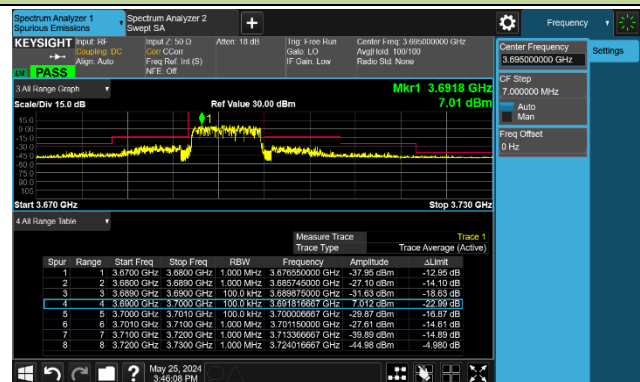 Spectrum Analyzer 1
Spurious Emissions
Spectrum Analyzer 2
Swept SA
+
Frequency
KEYSIGHT
Input: RF
Coupling: DC
Align: Auto
Input Z: 50 Ω
Corr CCorr
Freq Ref: Int (S)
NFE: Off
Atten: 18 dB
Trig: Free Run
Gate: LO
IF Gain: Low
Center Freq: 3.695000000 GHz
Avg|Hold: 100/100
Radio Std: None
PASS
Center Frequency
3.695000000 GHz
Settings
CF Step
7.000000 MHz
Auto
Man
Freq Offset
0 Hz
3 All Range Graph
Mkr1 3.6918 GHz
7.01 dBm
Scale/Div 15.0 dB
Ref Value 30.00 dBm
1
15.0
0.00
-15.0
-30.0
-45.0
-60.0
-75.0
-90.0
-105
Start 3.670 GHz
Stop 3.730 GHz
4 All Range Table
Measure Trace Trace 1
Trace Type Trace Average (Active)
Spur Range Start Freq Stop Freq RBW Frequency Amplitude ΔLimit
1 1 3.6700 GHz 3.6800 GHz 1.000 MHz 3.676550000 GHz -37.95 dBm -12.95 dB
2 2 3.6800 GHz 3.6890 GHz 1.000 MHz 3.685745000 GHz -27.10 dBm -14.10 dB
3 3 3.6890 GHz 3.6900 GHz 100.0 kHz 3.689875000 GHz -31.63 dBm -18.63 dB
4 4 3.6900 GHz 3.7000 GHz 100.0 kHz 3.691816667 GHz 7.012 dBm -22.99 dB
5 5 3.7000 GHz 3.7010 GHz 100.0 kHz 3.700006667 GHz -29.87 dBm -16.87 dB
6 6 3.7010 GHz 3.7100 GHz 1.000 MHz 3.701150000 GHz -27.61 dBm -14.61 dB
7 7 3.7100 GHz 3.7200 GHz 1.000 MHz 3.713366667 GHz -39.89 dBm -14.89 dB
8 8 3.7200 GHz 3.7300 GHz 1.000 MHz 3.724016667 GHz -44.98 dBm -4.980 dB
?
May 25, 2024
3:46:08 PM